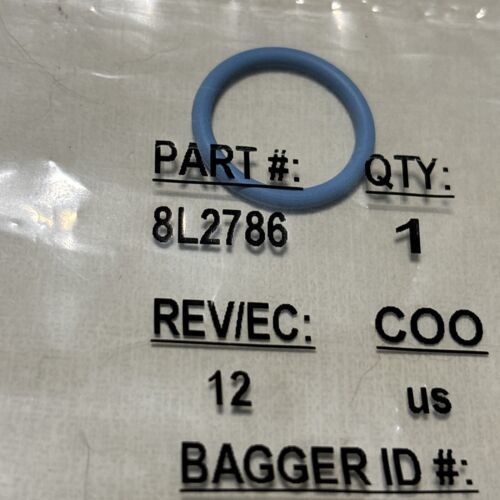 PART #: QTY:
8L2786 1
REV/EC: COO
12 us
BAGGER ID #: